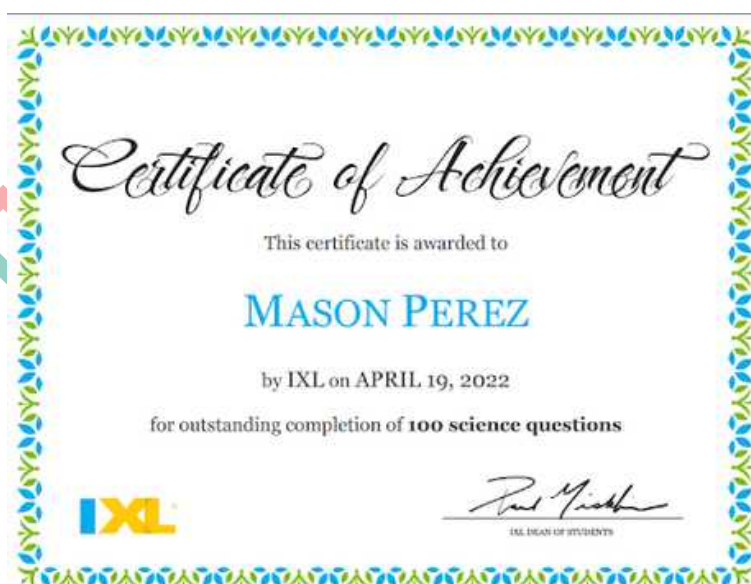 Certificate of Achievement
This certificate is awarded to
MASON PEREZ
by IXL on APRIL 19, 2022
for outstanding completion of 100 science questions
IXL
IXL DEAN OF STUDENTS